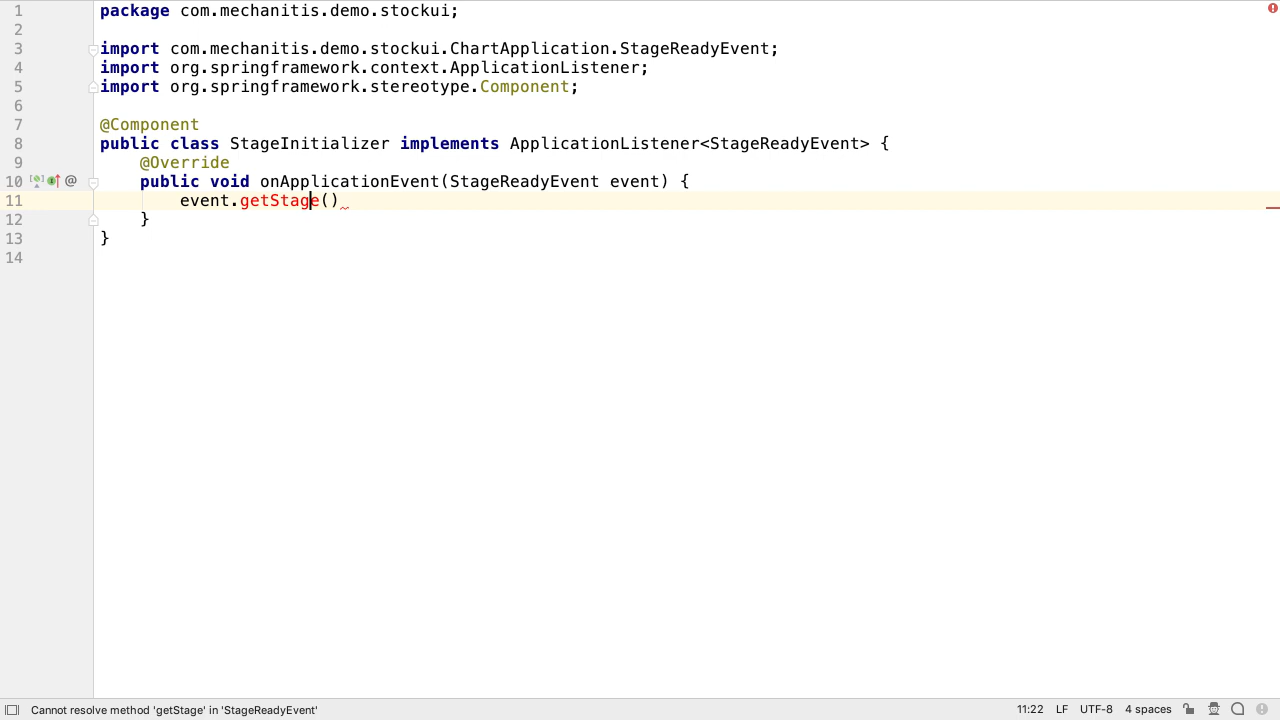 1 package com.mechanitis.demo.stockui;
2
3 import com.mechanitis.demo.stockui.ChartApplication.StageReadyEvent;
4 import org.springframework.context.ApplicationListener;
5 import org.springframework.stereotype.Component;
6
7 @Component
8 public class StageInitializer implements ApplicationListener<StageReadyEvent> {
9     @Override
10 @     public void onApplicationEvent(StageReadyEvent event) {
11         event.getStage()
12     }
13 }
14
Cannot resolve method 'getStage' in 'StageReadyEvent' 11:22 LF UTF-8 4 spaces